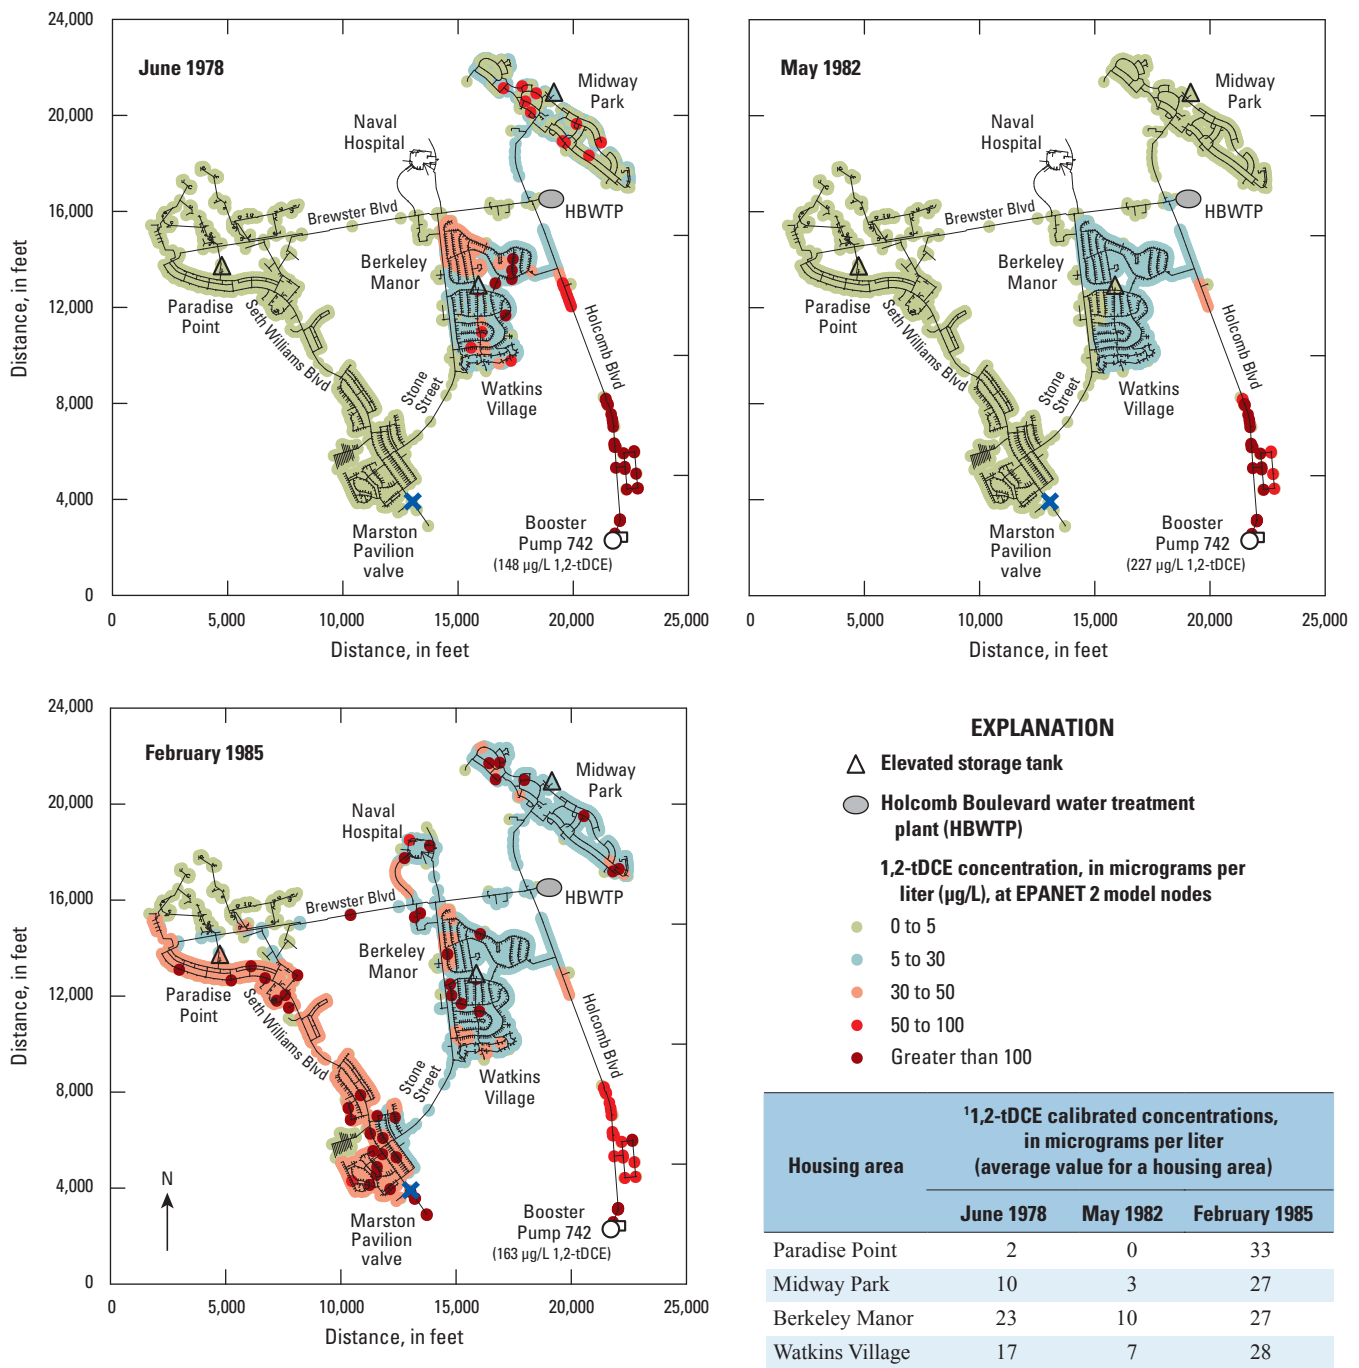 24,000
20,000
16,000
12,000
8,000
4,000
0
Distance, in feet
June 1978
Midway
Park
Naval
Hospital
HBWTP
Brewster Blvd
Berkeley
Manor
Paradise
Point
Seth Williams Blvd
Holcomb Blvd
Stone
Street
Watkins
Village
Marston
Pavilion
valve
Booster
Pump 742
(148 µg/L 1,2-tDCE)
0 5,000 10,000 15,000 20,000 25,000
Distance, in feet
May 1982
Midway
Park
Naval
Hospital
HBWTP
Brewster Blvd
Berkeley
Manor
Paradise
Point
Seth Williams Blvd
Holcomb Blvd
Stone
Street
Watkins
Village
Marston
Pavilion
valve
Booster
Pump 742
(227 µg/L 1,2-tDCE)
0 5,000 10,000 15,000 20,000 25,000
Distance, in feet
24,000
20,000
16,000
12,000
8,000
4,000
0
Distance, in feet
February 1985
Midway
Park
Naval
Hospital
HBWTP
Brewster Blvd
Berkeley
Manor
Paradise
Point
Seth Williams Blvd
Holcomb Blvd
Stone
Street
Watkins
Village
N
Marston
Pavilion
valve
Booster
Pump 742
(163 µg/L 1,2-tDCE)
0 5,000 10,000 15,000 20,000 25,000
Distance, in feet
EXPLANATION
Elevated storage tank
Holcomb Boulevard water treatment
plant (HBWTP)
1,2-tDCE concentration, in micrograms per
liter (µg/L), at EPANET 2 model nodes
0 to 5
5 to 30
30 to 50
50 to 100
Greater than 100
Housing area
¹1,2-tDCE calibrated concentrations,
in micrograms per liter
(average value for a housing area)
June 1978 May 1982 February 1985
Paradise Point 2 0 33
Midway Park 10 3 27
Berkeley Manor 23 10 27
Watkins Village 17 7 28